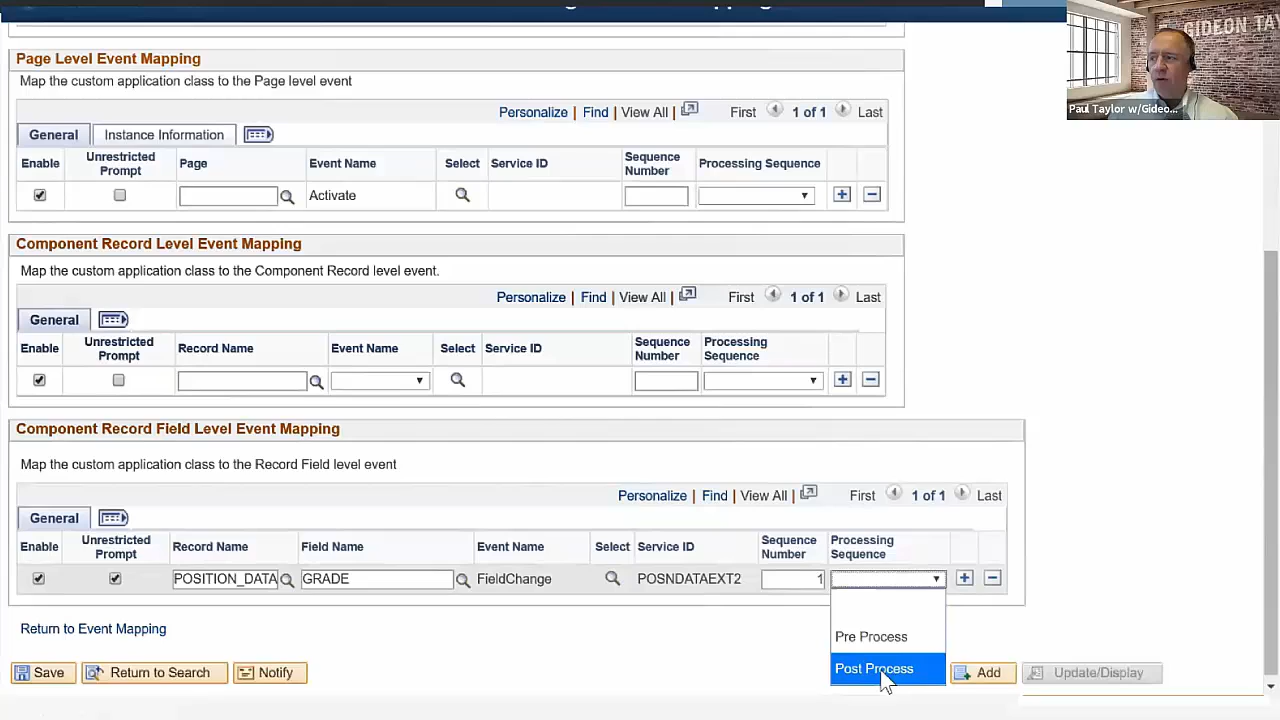 GIDEON TA
Paul Taylor w/Gideo...
Page Level Event Mapping
Map the custom application class to the Page level event
Personalize | Find | View All | First 1 of 1 Last
General Instance Information
Enable Unrestricted Prompt Page Event Name Select Service ID Sequence Number Processing Sequence
Activate
Component Record Level Event Mapping
Map the custom application class to the Component Record level event.
Personalize | Find | View All | First 1 of 1 Last
General
Enable Unrestricted Prompt Record Name Event Name Select Service ID Sequence Number Processing Sequence
Component Record Field Level Event Mapping
Map the custom application class to the Record Field level event
Personalize | Find | View All | First 1 of 1 Last
General
Enable Unrestricted Prompt Record Name Field Name Event Name Select Service ID Sequence Number Processing Sequence
POSITION_DATA GRADE FieldChange POSNDATAEXT2 1
Pre Process
Post Process
Return to Event Mapping
Save Return to Search Notify Add Update/Display